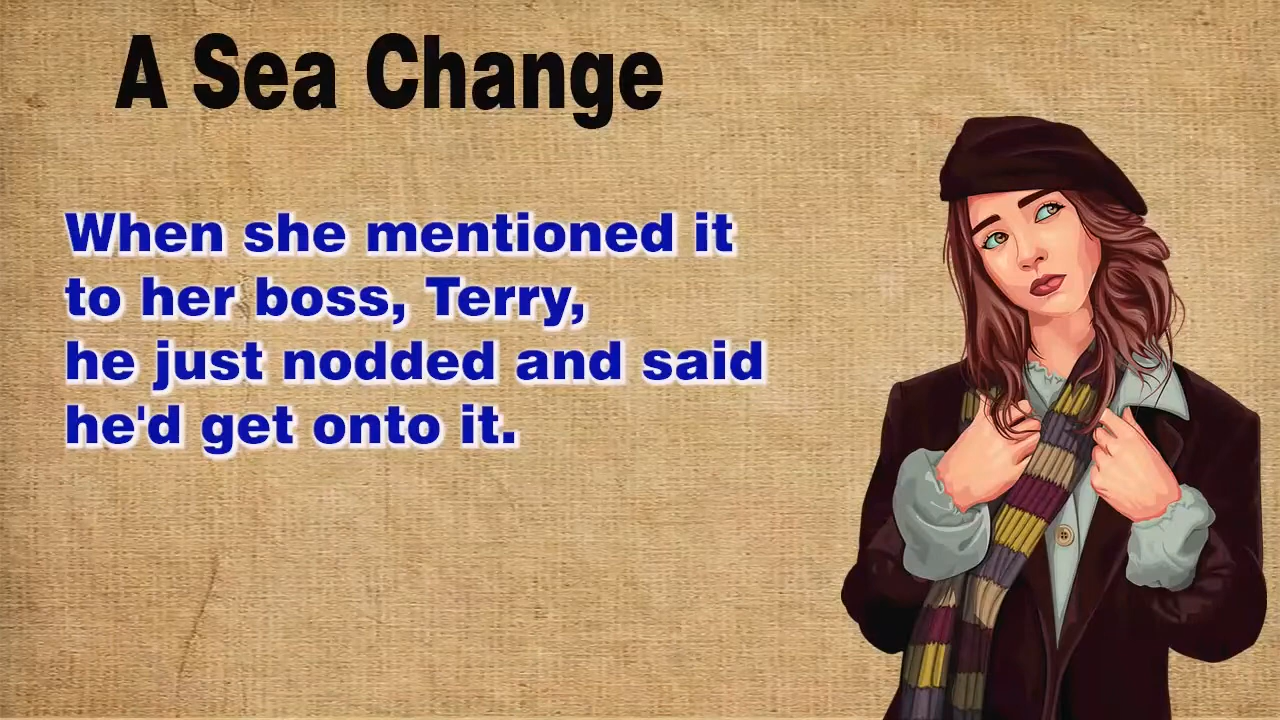 A Sea Change
When she mentioned it
to her boss, Terry,
he just nodded and said
he'd get onto it.